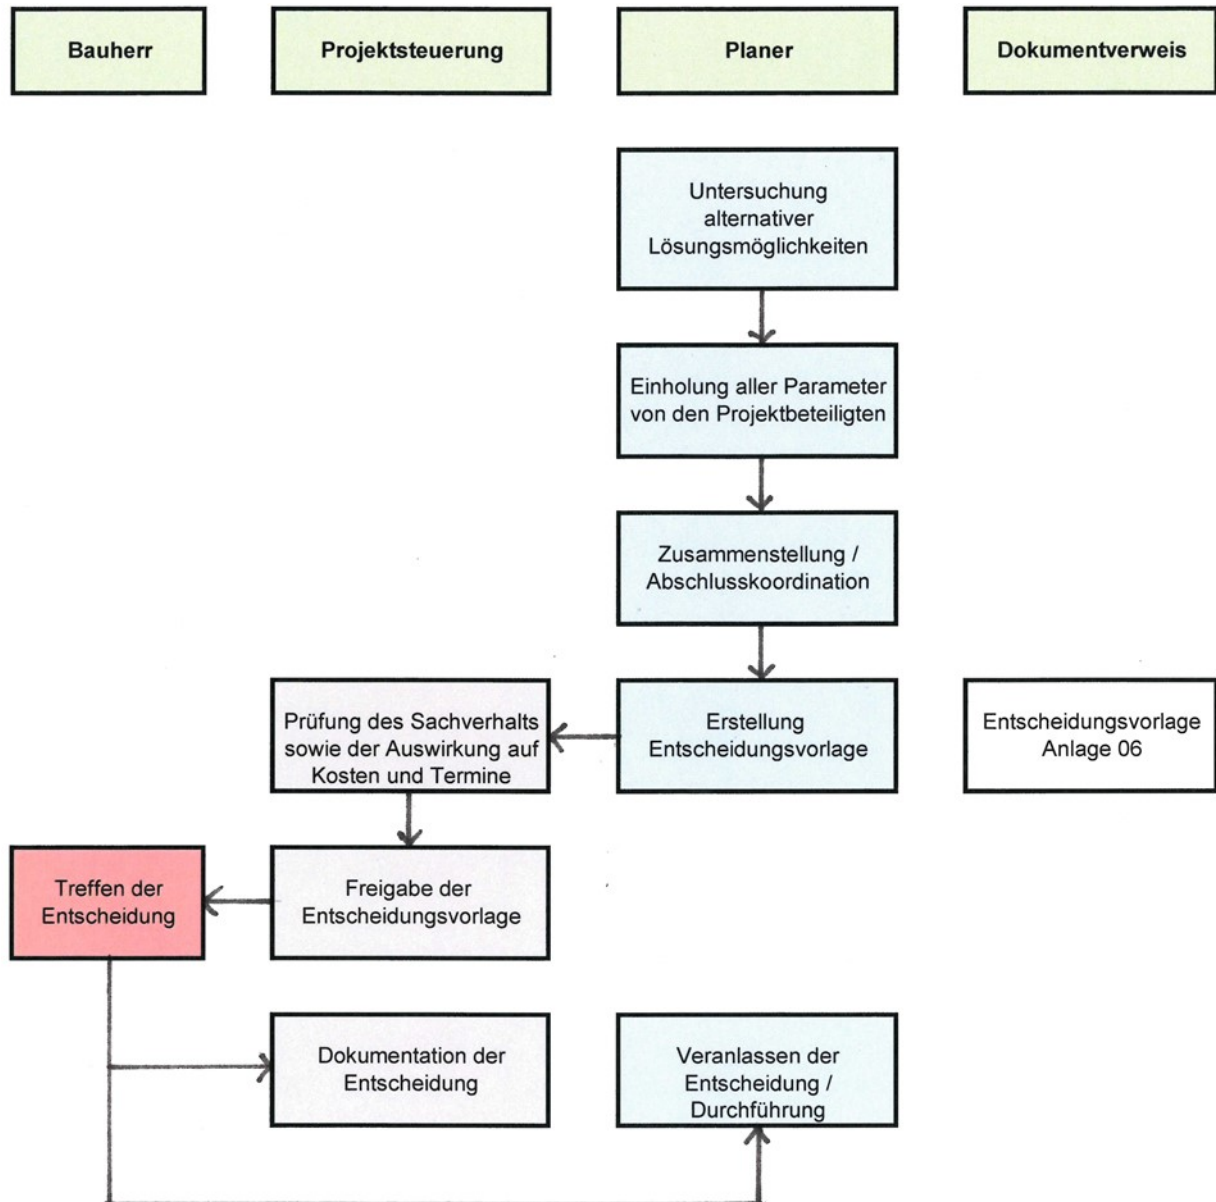 Bauherr
Projektsteuerung
Planer
Dokumentverweis
Untersuchung
alternativer
Lösungsmöglichkeiten
Einholung aller Parameter
von den Projektbeteiligten
Zusammenstellung /
Abschlusskoordination
Prüfung des Sachverhalts
sowie der Auswirkung auf
Kosten und Termine
Erstellung
Entscheidungsvorlage
Entscheidungsvorlage
Anlage 06
Treffen der
Entscheidung
Freigabe der
Entscheidungsvorlage
Dokumentation der
Entscheidung
Veranlassen der
Entscheidung /
Durchführung